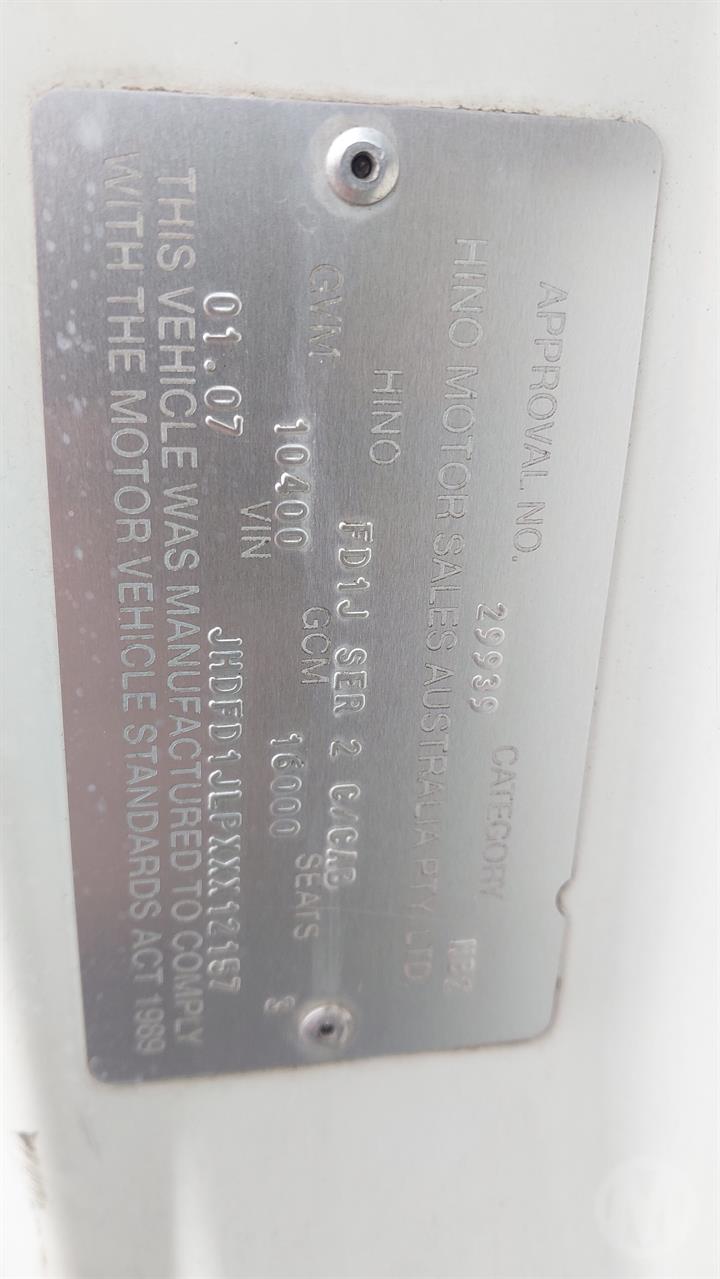 APPROVAL NO. 29939 CATEGORY NB2
HINO MOTOR SALES AUSTRALIA PTY. LTD.
HINO FD1J SER 2 C/CAB
GVM 10400 GCM 16000 SEATS 3
01.07 VIN JHDFD1JLPXXX12157
THIS VEHICLE WAS MANUFACTURED TO COMPLY
WITH THE MOTOR VEHICLE STANDARDS ACT 1989